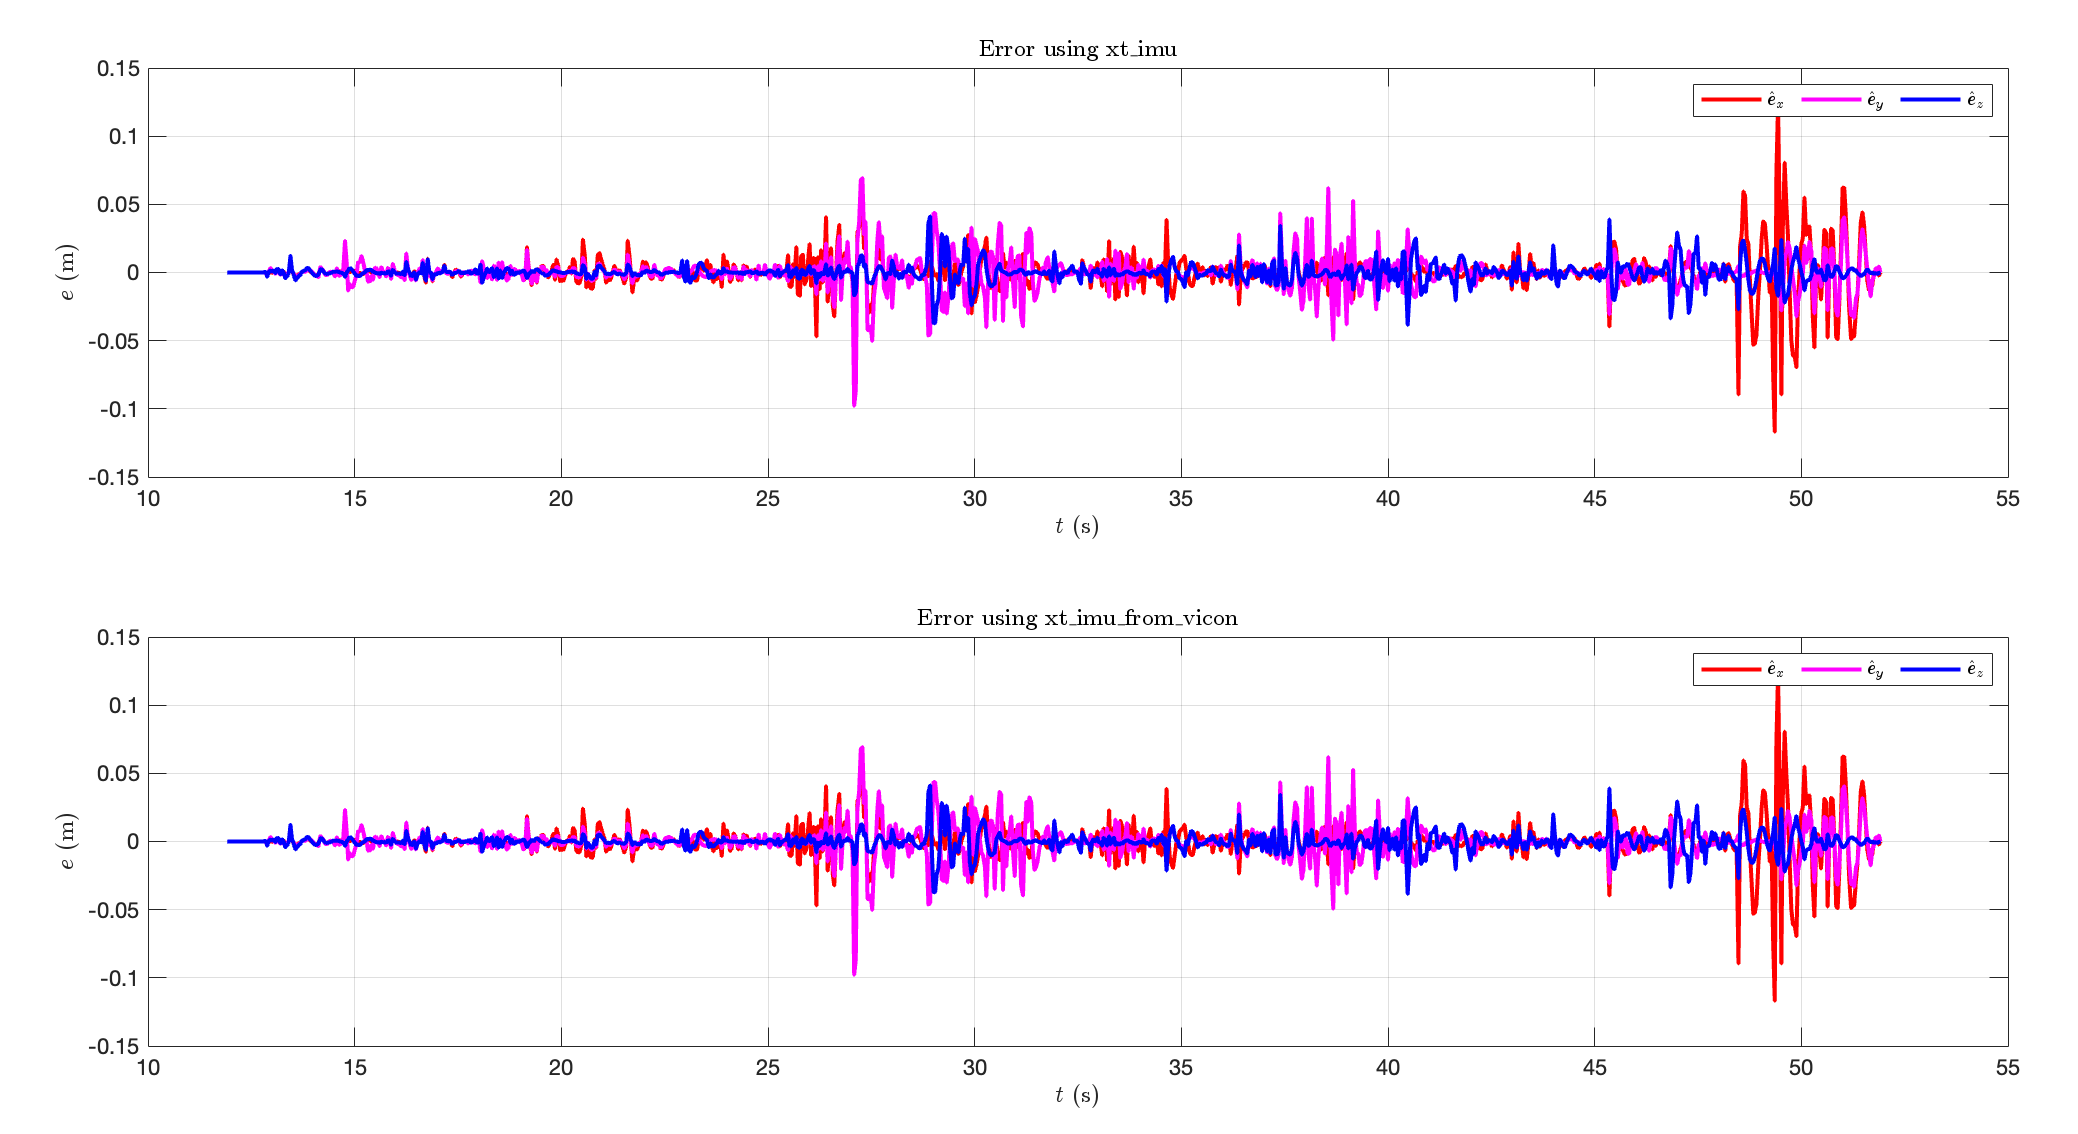 Error using xt_imu
0.15
0.1
0.05
0
-0.05
-0.1
-0.15
e (m)
ê_x ê_y ê_z
10 15 20 25 30 35 40 45 50 55
t (s)
Error using xt_imu_from_vicon
0.15
0.1
0.05
0
-0.05
-0.1
-0.15
e (m)
ê_x ê_y ê_z
10 15 20 25 30 35 40 45 50 55
t (s)